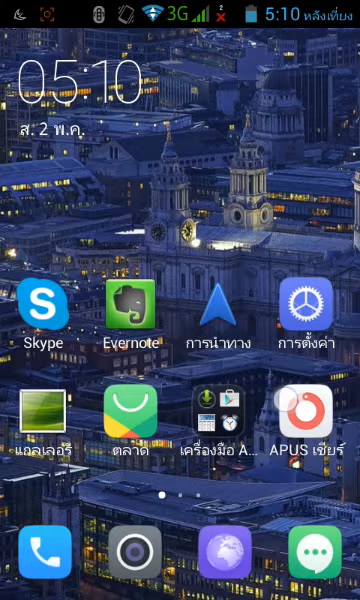 3G 2 5:10 หลังเที่ยง
05:10
ส. 2 พ.ค.
Skype Evernote การนำทาง การตั้งค่า
แกลเลอรี่ ตลาด เครื่องมือ A... APUS เชียร์